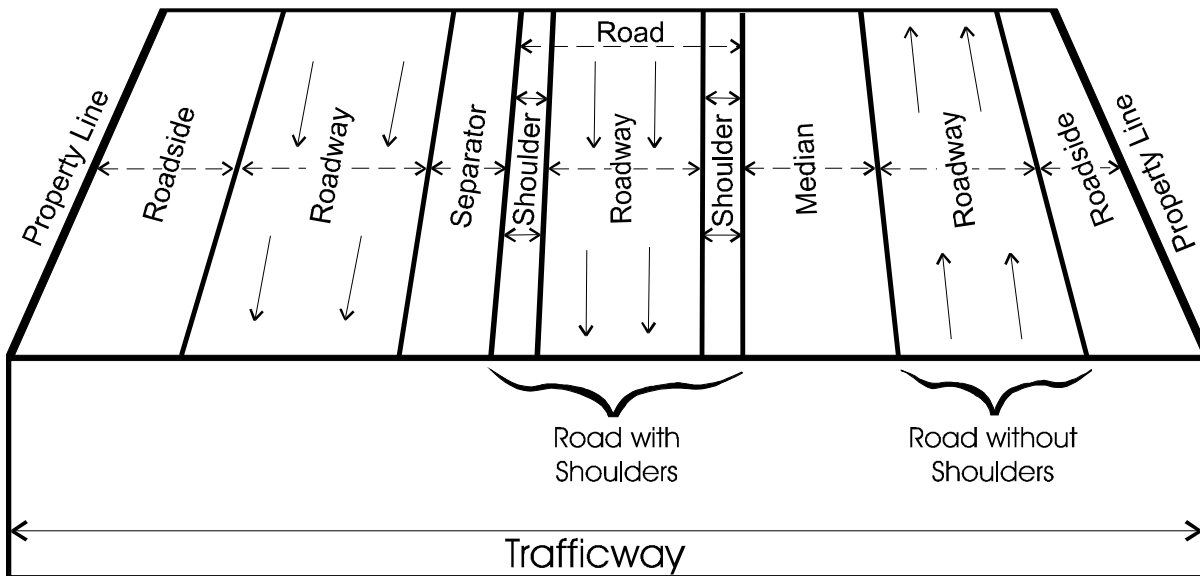 Road
Property Line
Roadside
Roadway
Separator
Shoulder
Roadway
Shoulder
Median
Roadway
Roadside
Property Line
Road with
Shoulders
Road without
Shoulders
Trafficway